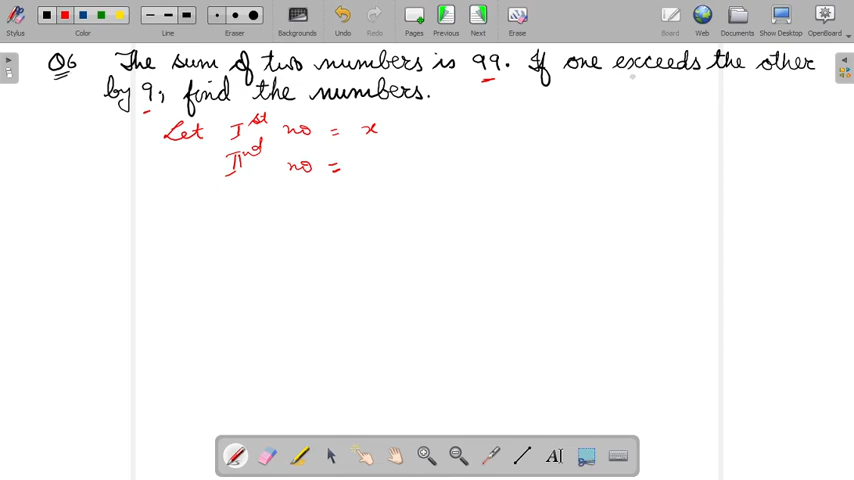 Stylus Color Line Eraser Backgrounds Undo Pages Previous Next Erase Board Web Documents Show Desktop OpenBoard
Q6 The sum of two numbers is 99. If one exceeds the other
by 9, find the numbers.
Let Ist no = x
IInd no =
AI